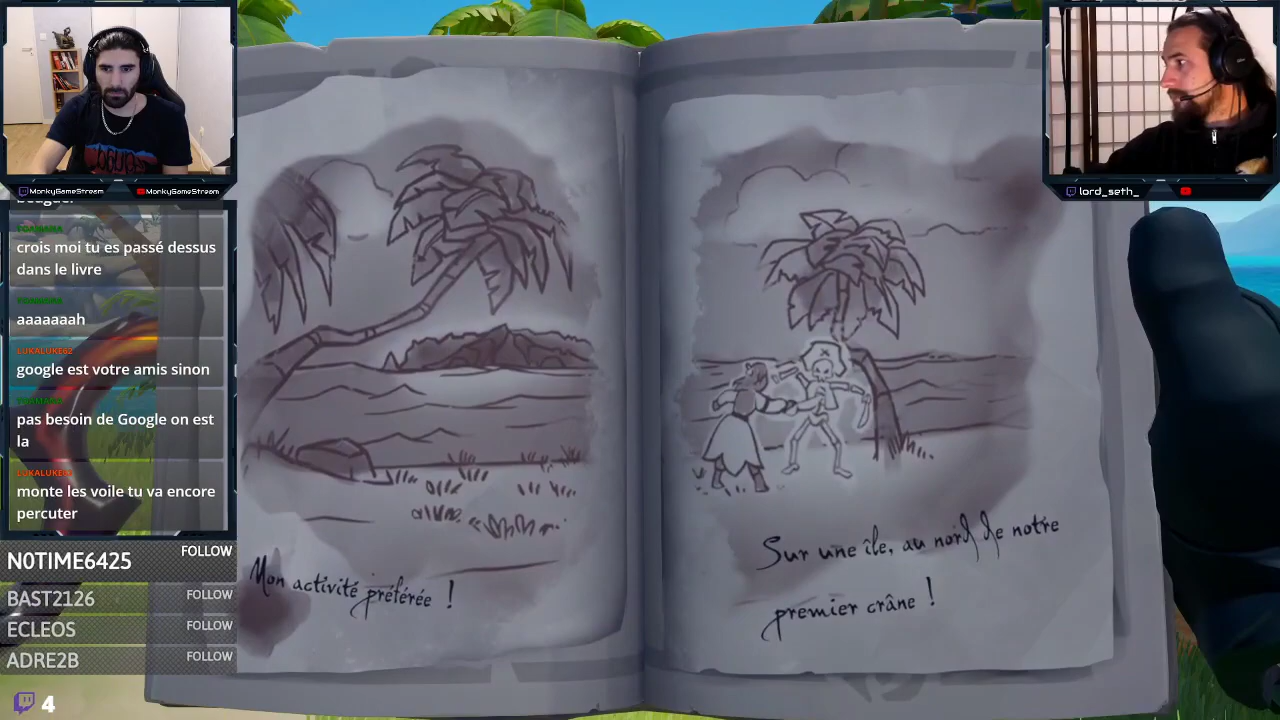 MonkyGameStream
MonkyGameStream
lord_seth_
crois moi tu es passé dessus
dans le livre
aaaaaaah
LUKALUKE62
google est votre amis sinon
pas besoin de Google on est
la
monte les voile tu va encore
percuter
N0TIME6425 FOLLOW
BAST2126 FOLLOW
ECLEOS FOLLOW
ADRE2B FOLLOW
4
Mon activité préférée !
Sur une île, au nord de notre
premier crâne !